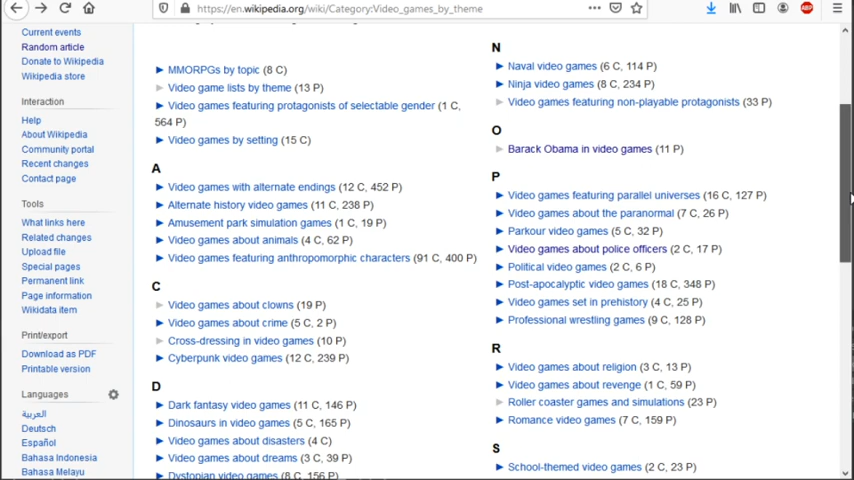 https://en.wikipedia.org/wiki/Category:Video_games_by_theme
ABP
Current events
Random article
Donate to Wikipedia
Wikipedia store
Interaction
Help
About Wikipedia
Community portal
Recent changes
Contact page
Tools
What links here
Related changes
Upload file
Special pages
Permanent link
Page information
Wikidata item
Print/export
Download as PDF
Printable version
Languages
العربية
Deutsch
Español
Bahasa Indonesia
Bahasa Melayu
MMORPGs by topic (8 C)
Video game lists by theme (13 P)
Video games featuring protagonists of selectable gender (1 C,
564 P)
Video games by setting (15 C)
A
Video games with alternate endings (12 C, 452 P)
Alternate history video games (11 C, 238 P)
Amusement park simulation games (1 C, 19 P)
Video games about animals (4 C, 62 P)
Video games featuring anthropomorphic characters (91 C, 400 P)
C
Video games about clowns (19 P)
Video games about crime (5 C, 2 P)
Cross-dressing in video games (10 P)
Cyberpunk video games (12 C, 239 P)
D
Dark fantasy video games (11 C, 146 P)
Dinosaurs in video games (5 C, 165 P)
Video games about disasters (4 C)
Video games about dreams (3 C, 39 P)
Dystopian video games (8 C, 156 P)
N
Naval video games (6 C, 114 P)
Ninja video games (8 C, 234 P)
Video games featuring non-playable protagonists (33 P)
O
Barack Obama in video games (11 P)
P
Video games featuring parallel universes (16 C, 127 P)
Video games about the paranormal (7 C, 26 P)
Parkour video games (5 C, 32 P)
Video games about police officers (2 C, 17 P)
Political video games (2 C, 6 P)
Post-apocalyptic video games (18 C, 348 P)
Video games set in prehistory (4 C, 25 P)
Professional wrestling games (9 C, 128 P)
R
Video games about religion (3 C, 13 P)
Video games about revenge (1 C, 59 P)
Roller coaster games and simulations (23 P)
Romance video games (7 C, 159 P)
S
School-themed video games (2 C, 23 P)